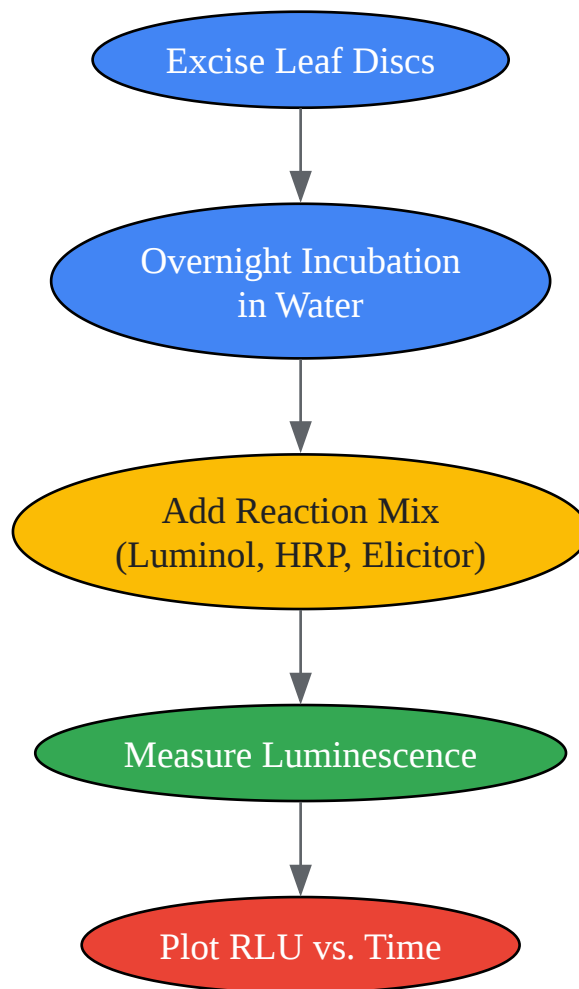 Excise Leaf Discs
Overnight Incubation
in Water
Add Reaction Mix
(Luminol, HRP, Elicitor)
Measure Luminescence
Plot RLU vs. Time